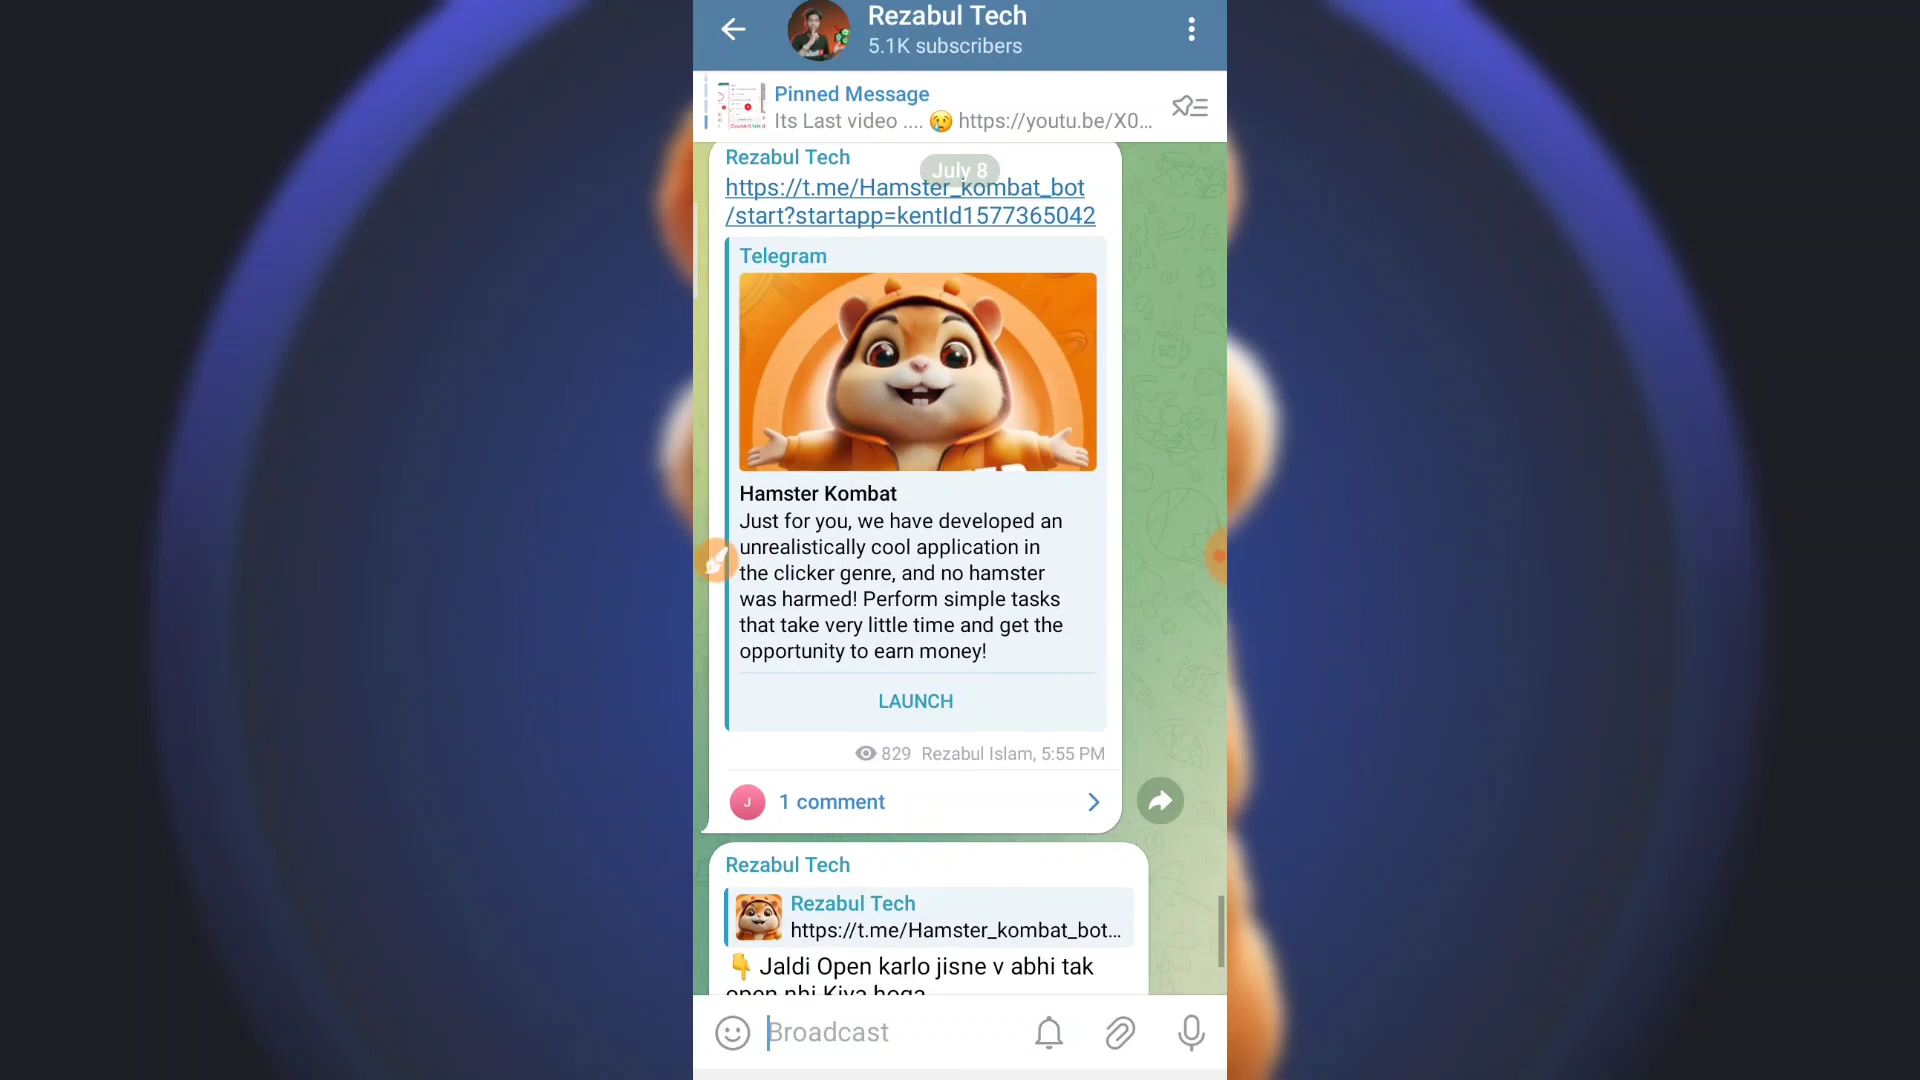 Rezabul Tech
5.1K subscribers
Pinned Message
Its Last video .... 😢 https://youtu.be/X0...
Rezabul Tech
July 8
https://t.me/Hamster_kombat_bot
/start?startapp=kentId1577365042
Telegram
Hamster Kombat
Just for you, we have developed an
unrealistically cool application in
the clicker genre, and no hamster
was harmed! Perform simple tasks
that take very little time and get the
opportunity to earn money!
LAUNCH
829 Rezabul Islam, 5:55 PM
J
1 comment
Rezabul Tech
Rezabul Tech
https://t.me/Hamster_kombat_bot...
👇 Jaldi Open karlo jisne v abhi tak
open nhi Kiya hoga
Broadcast